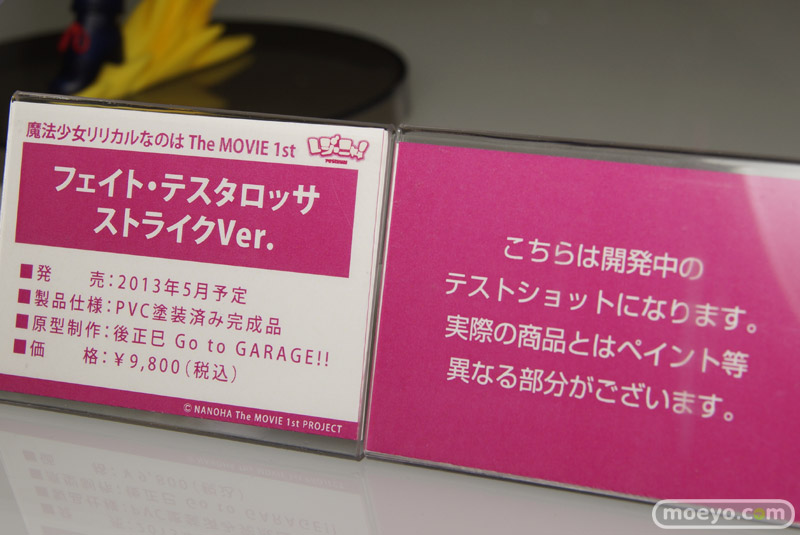 魔法少女リリカルなのは The MOVIE 1st
フェイト・テスタロッサ
ストライクVer.
■発　　売：2013年5月予定
■製品仕様：PVC塗装済み完成品
■原型制作：後正巳 Go to GARAGE!!
■価　　格：￥9,800（税込）
© NANOHA The MOVIE 1st PROJECT
こちらは開発中の
テストショットになります。
実際の商品とはペイント等
異なる部分がございます。
moeyo.com